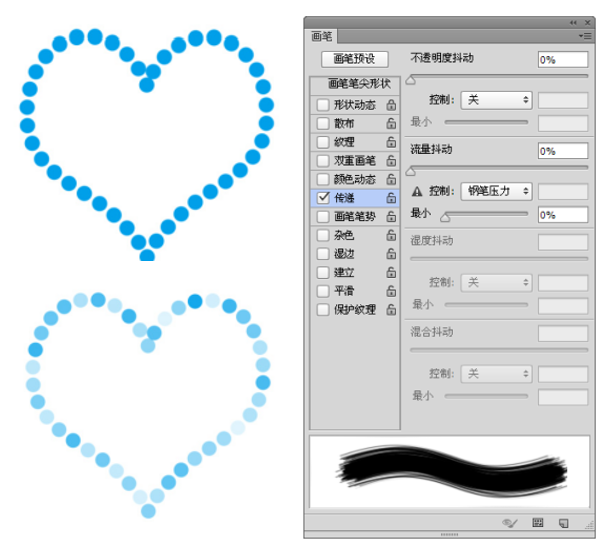 画笔
画笔预设
画笔笔尖形状
形状动态
散布
纹理
双重画笔
颜色动态
传递
画笔笔势
杂色
湿边
建立
平滑
保护纹理
不透明度抖动 0%
控制: 关
最小
流量抖动 0%
控制: 钢笔压力
最小 0%
湿度抖动
控制: 关
最小
混合抖动
控制: 关
最小